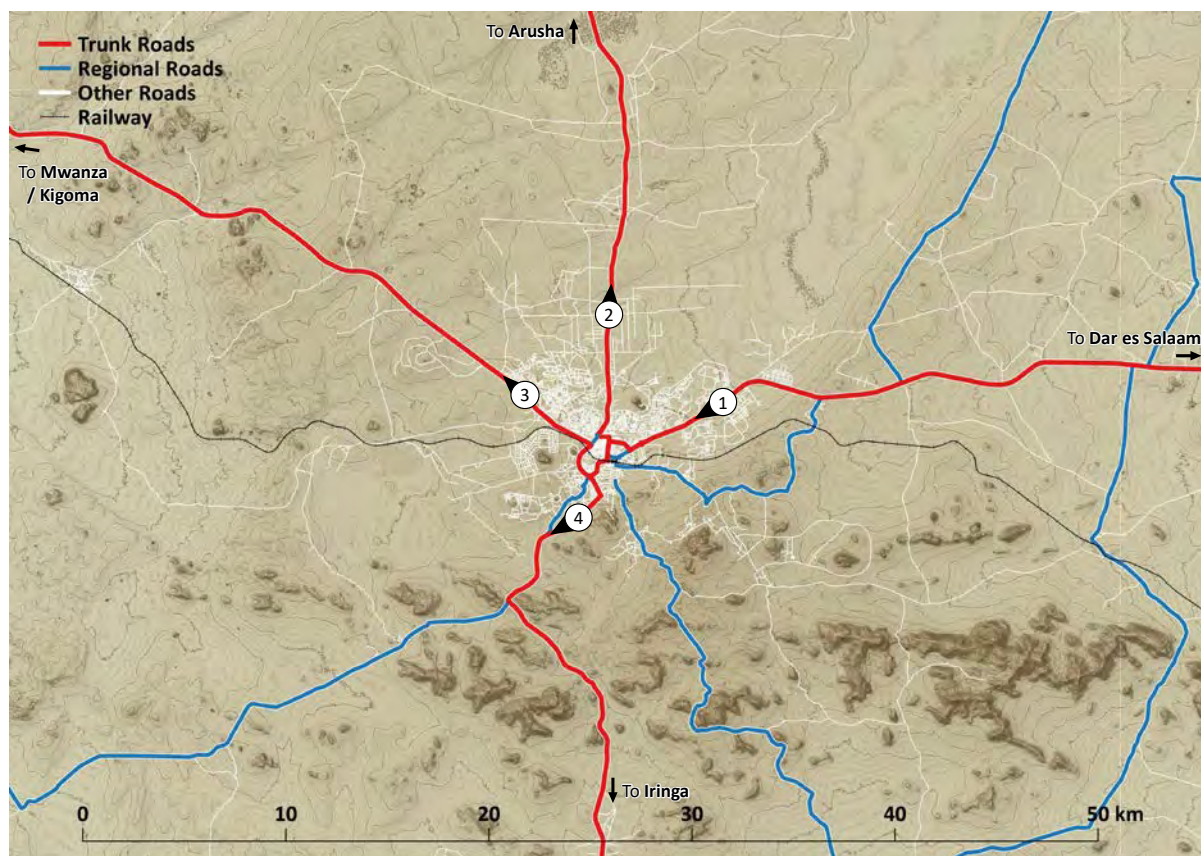 To Arusha
Trunk Roads
Regional Roads
Other Roads
Railway
To Mwanza
/ Kigoma
2
To Dar es Salaam
3
1
4
To Iringa
0 10 20 30 40 50 km